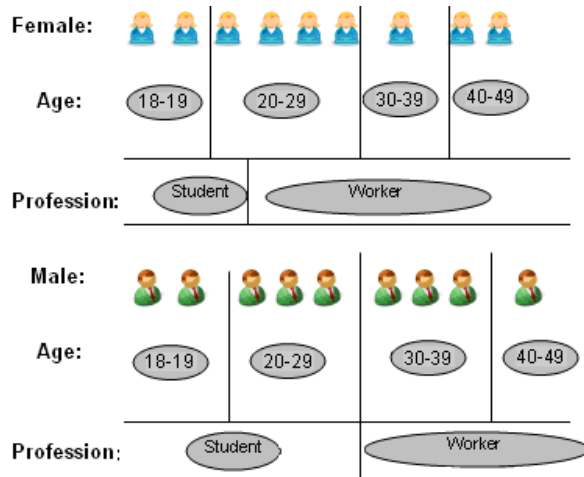 Female:
Age:
18-19 20-29 30-39 40-49
Profession:
Student Worker
Male:
Age:
18-19 20-29 30-39 40-49
Profession:
Student Worker